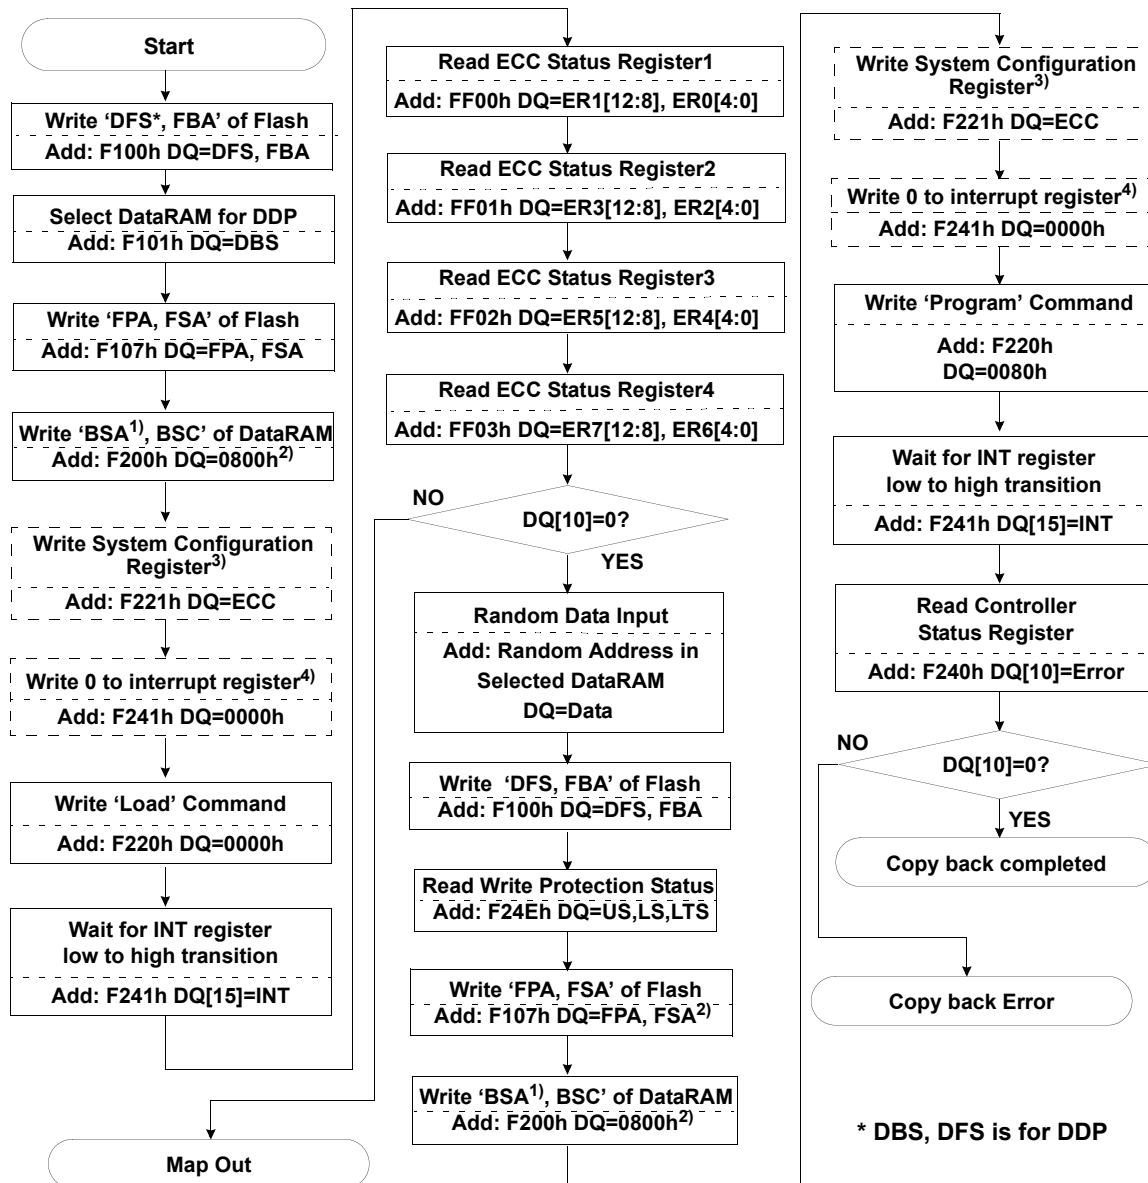 Start
Write ‘DFS*, FBA’ of Flash
Add: F100h DQ=DFS, FBA
Select DataRAM for DDP
Add: F101h DQ=DBS
Write ‘FPA, FSA’ of Flash
Add: F107h DQ=FPA, FSA
Write ‘BSA1), BSC’ of DataRAM
Add: F200h DQ=0800h2)
Write System Configuration
Register3)
Add: F221h DQ=ECC
Write 0 to interrupt register4)
Add: F241h DQ=0000h
Write ‘Load’ Command
Add: F220h DQ=0000h
Wait for INT register
low to high transition
Add: F241h DQ[15]=INT
Read ECC Status Register1
Add: FF00h DQ=ER1[12:8], ER0[4:0]
Read ECC Status Register2
Add: FF01h DQ=ER3[12:8], ER2[4:0]
Read ECC Status Register3
Add: FF02h DQ=ER5[12:8], ER4[4:0]
Read ECC Status Register4
Add: FF03h DQ=ER7[12:8], ER6[4:0]
NO
DQ[10]=0?
YES
Map Out
Random Data Input
Add: Random Address in
Selected DataRAM
DQ=Data
Write ‘DFS, FBA’ of Flash
Add: F100h DQ=DFS, FBA
Read Write Protection Status
Add: F24Eh DQ=US,LS,LTS
Write ‘FPA, FSA’ of Flash
Add: F107h DQ=FPA, FSA2)
Write ‘BSA1), BSC’ of DataRAM
Add: F200h DQ=0800h2)
Write System Configuration
Register3)
Add: F221h DQ=ECC
Write 0 to interrupt register4)
Add: F241h DQ=0000h
Write ‘Program’ Command
Add: F220h
DQ=0080h
Wait for INT register
low to high transition
Add: F241h DQ[15]=INT
Read Controller
Status Register
Add: F240h DQ[10]=Error
NO
DQ[10]=0?
YES
Copy back completed
Copy back Error
* DBS, DFS is for DDP